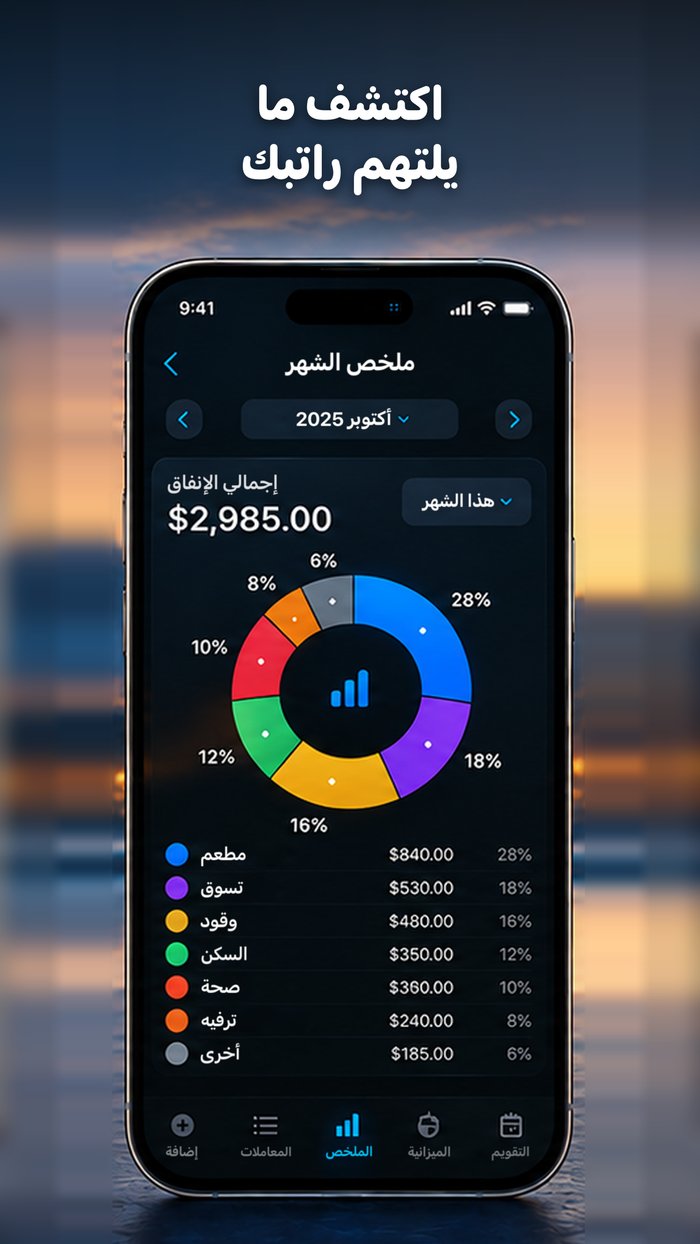 اكتشف ما
يلتهم راتبك
9:41
ملخص الشهر
أكتوبر 2025
إجمالي الإنفاق
$2,985.00
هذا الشهر
6%
8%
28%
10%
12%
18%
16%
مطعم $840.00 28%
تسوق $530.00 18%
وقود $480.00 16%
السكن $350.00 12%
صحة $360.00 10%
ترفيه $240.00 8%
أخرى $185.00 6%
إضافة المعاملات الملخص الميزانية التقويم